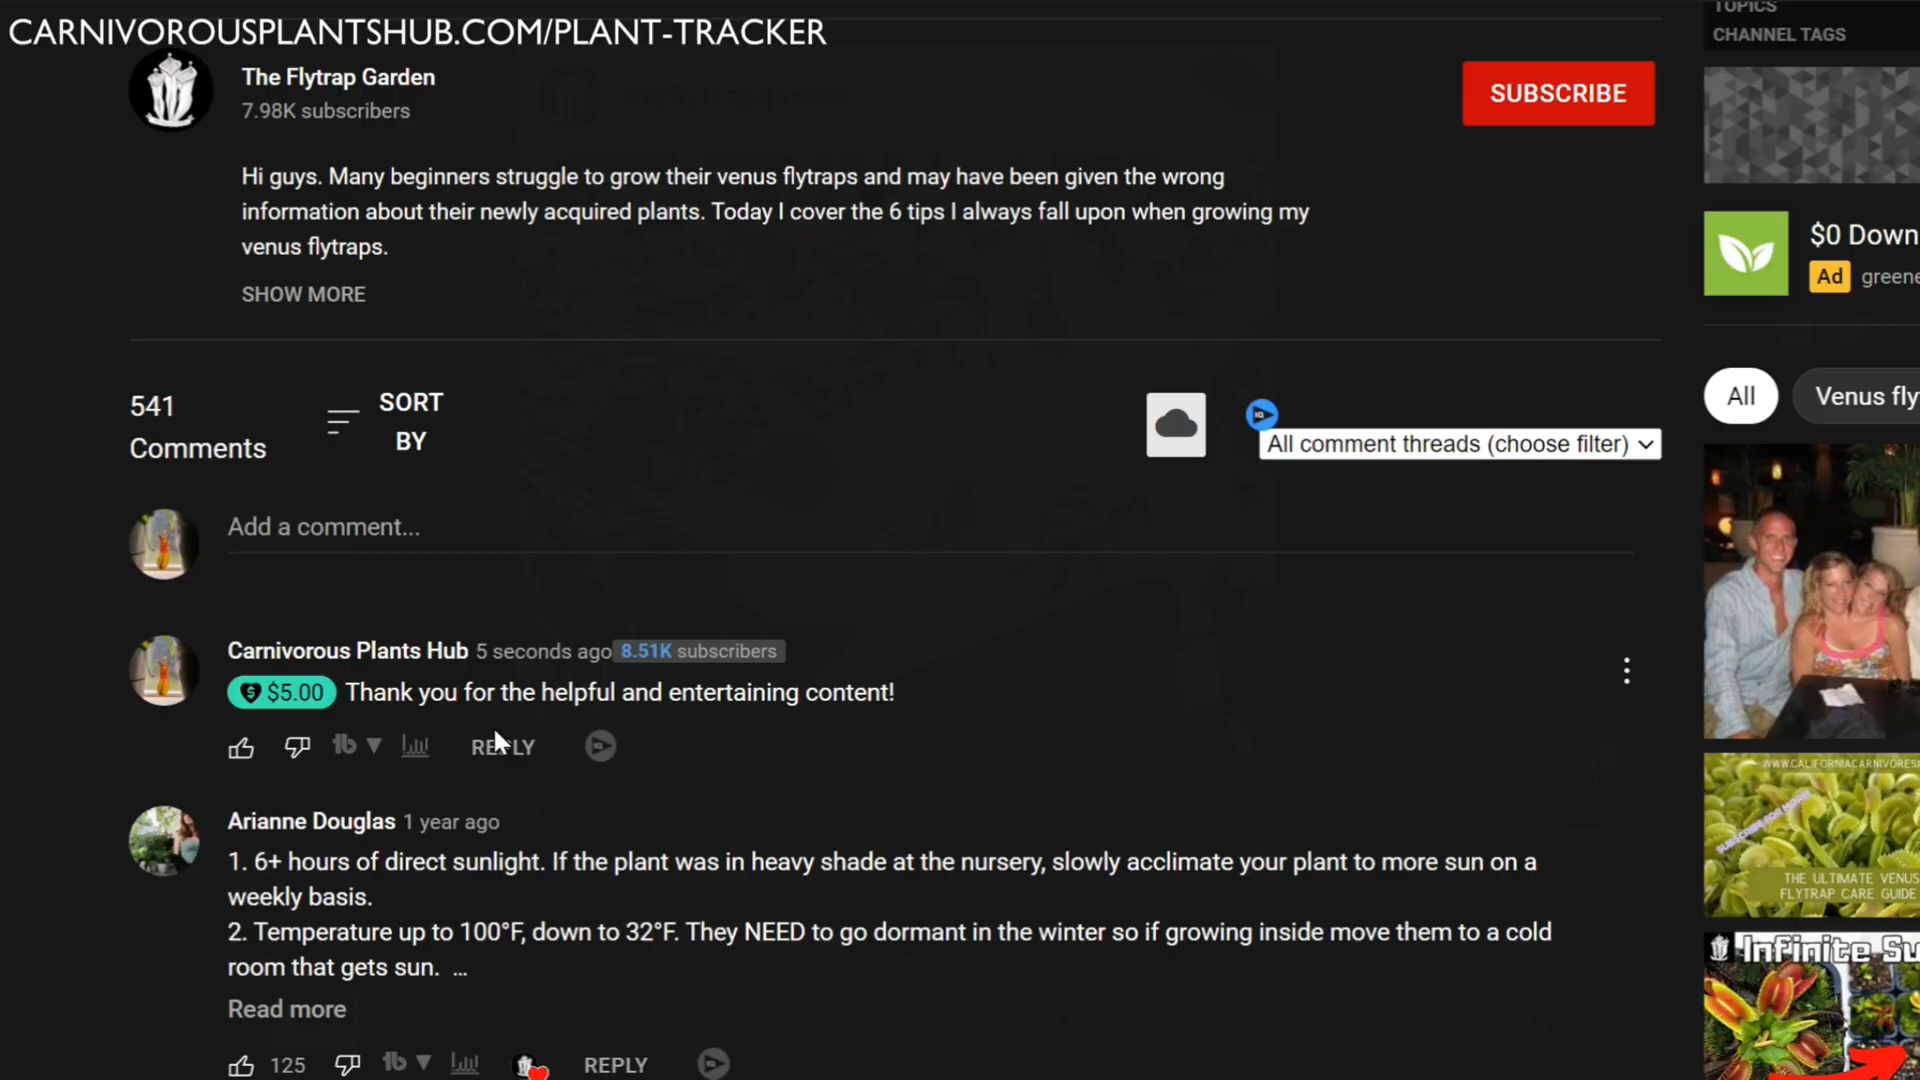 CARNIVOROUSPLANTSHUB.COM/PLANT-TRACKER
TOPICS
CHANNEL TAGS
The Flytrap Garden
7.98K subscribers
SUBSCRIBE
Hi guys. Many beginners struggle to grow their venus flytraps and may have been given the wrong
information about their newly acquired plants. Today I cover the 6 tips I always fall upon when growing my
venus flytraps.
SHOW MORE
$0 Down
Ad greene
541
Comments
SORT
BY
All comment threads (choose filter)
All
Venus fly
Add a comment...
Carnivorous Plants Hub 5 seconds ago 8.51K subscribers
$5.00 Thank you for the helpful and entertaining content!
REPLY
Arianne Douglas 1 year ago
1. 6+ hours of direct sunlight. If the plant was in heavy shade at the nursery, slowly acclimate your plant to more sun on a
weekly basis.
2. Temperature up to 100°F, down to 32°F. They NEED to go dormant in the winter so if growing inside move them to a cold
room that gets sun. ...
Read more
125 REPLY
WWW.CALIFORNIACARNIVORES
SUBSCRIBE FOR MORE!
THE ULTIMATE VENUS
FLYTRAP CARE GUIDE
Infinite Su